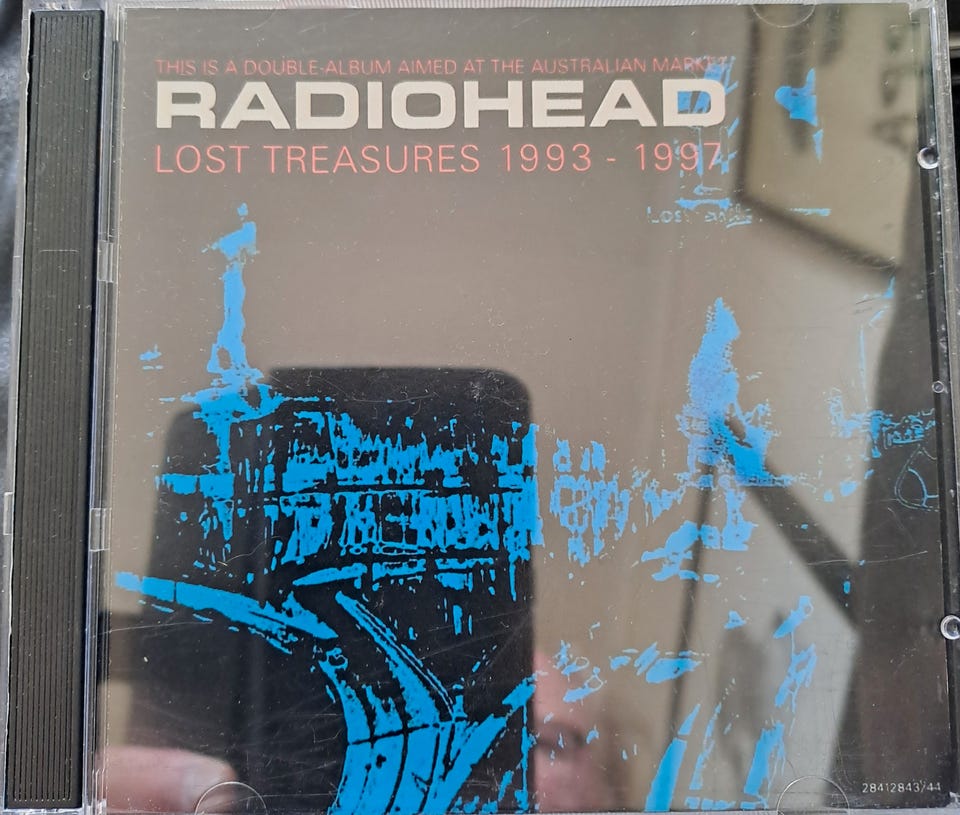 THIS IS A DOUBLE-ALBUM AIMED AT THE AUSTRALIAN MARKET
RADIOHEAD
LOST TREASURES 1993 - 1997
28412843/44